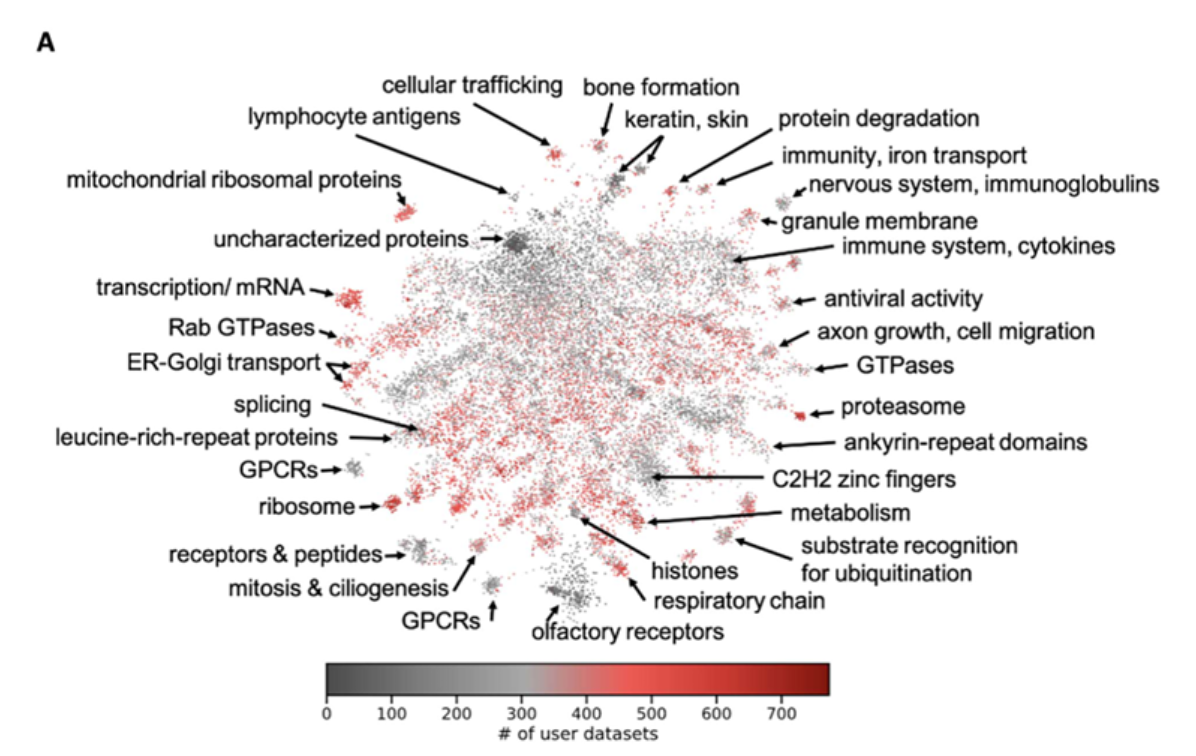 A
cellular trafficking
bone formation
lymphocyte antigens
keratin, skin
protein degradation
immunity, iron transport
mitochondrial ribosomal proteins
nervous system, immunoglobulins
granule membrane
uncharacterized proteins
immune system, cytokines
transcription/ mRNA
antiviral activity
Rab GTPases
axon growth, cell migration
ER-Golgi transport
GTPases
splicing
proteasome
leucine-rich-repeat proteins
ankyrin-repeat domains
GPCRs
C2H2 zinc fingers
ribosome
metabolism
receptors & peptides
substrate recognition
for ubiquitination
histones
mitosis & ciliogenesis
respiratory chain
GPCRs
olfactory receptors
0 100 200 300 400 500 600 700
# of user datasets